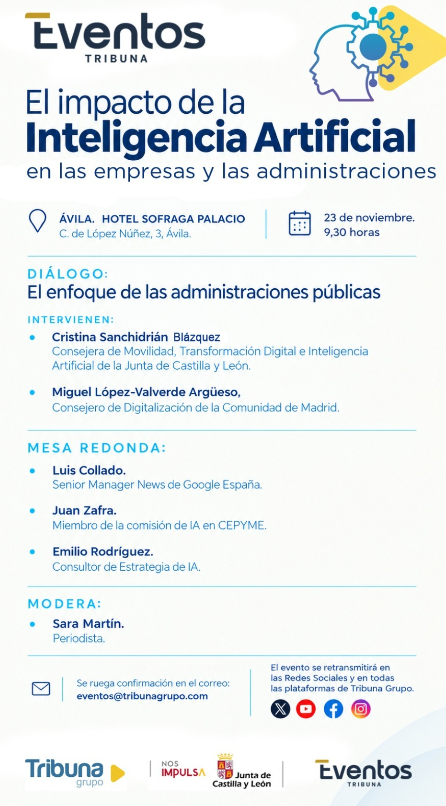 Eventos
TRIBUNA
El impacto de la
Inteligencia Artificial
en las empresas y las administraciones
ÁVILA. HOTEL SOFRAGA PALACIO
C. de López Núñez, 3, Ávila.
23 de noviembre.
9,30 horas
DIÁLOGO:
El enfoque de las administraciones públicas
INTERVIENEN:
Cristina Sanchidrián Blázquez
Consejera de Movilidad, Transformación Digital e Inteligencia
Artificial de la Junta de Castilla y León.
Miguel López-Valverde Argüeso,
Consejero de Digitalización de la Comunidad de Madrid.
MESA REDONDA:
Luis Collado.
Senior Manager News de Google España.
Juan Zafra.
Miembro de la comisión de IA en CEPYME.
Emilio Rodríguez.
Consultor de Estrategia de IA.
MODERA:
Sara Martín.
Periodista.
Se ruega confirmación en el correo:
eventos@tribunagrupo.com
El evento se retransmitirá en
las Redes Sociales y en todas
las plataformas de Tribuna Grupo.
Tribuna
grupo
NOS
IMPULSA
Junta de
Castilla y León
Eventos
TRIBUNA